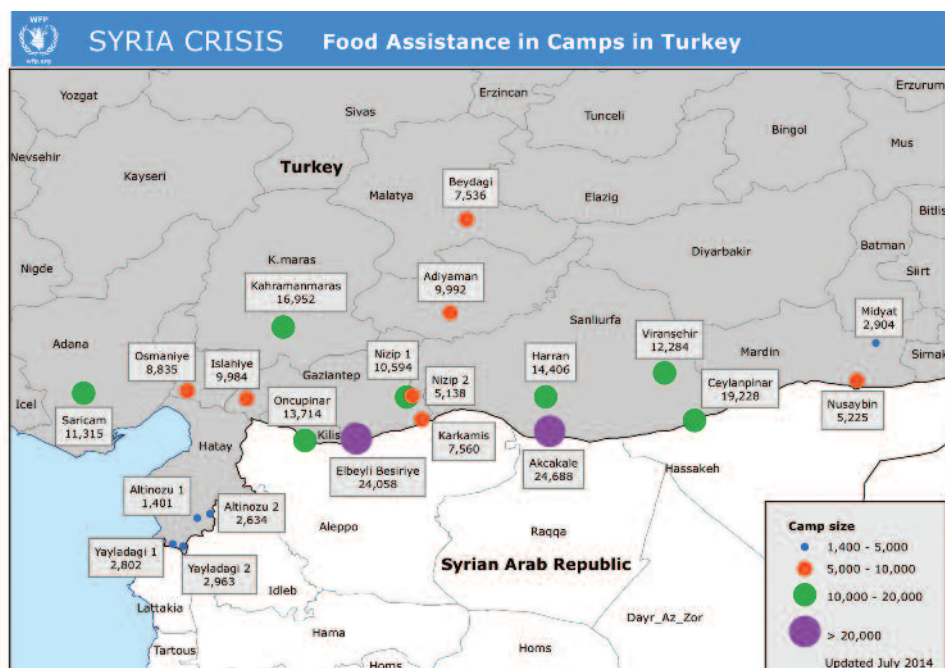 WFP
wfp.org
SYRIA CRISIS
Food Assistance in Camps in Turkey
Yozgat
Sivas
Erzincan
Tunceli
Erzurum
Bingol
Mus
Nevsehir
Kayseri
Turkey
Malatya
Beydagi
7,536
Elazig
Bitlis
Nigde
K.maras
Diyarbakir
Batman
Siirt
Kahramanmaras
16,952
Adiyaman
9,992
Sanliurfa
Midyat
2,904
Adana
Osmaniye
8,835
Islahiye
9,984
Gaziantep
Nizip 1
10,594
Harran
14,406
Viransehir
12,284
Mardin
Sirnak
Icel
Saricam
11,315
Oncupinar
13,714
Nizip 2
5,138
Ceylanpinar
19,228
Nusaybin
5,225
Hatay
Kilis
Karkamis
7,560
Elbeyli Besiriye
24,058
Akcakale
24,688
Hassakeh
Altinozu 1
1,401
Altinozu 2
2,634
Aleppo
Raqqa
Yayladagi 1
2,802
Yayladagi 2
2,963
Syrian Arab Republic
Idleb
Lattakia
Dayr_Az_Zor
Hama
Tartous
Homs
Homs
Camp size
1,400 - 5,000
5,000 - 10,000
10,000 - 20,000
> 20,000
Updated July 2014